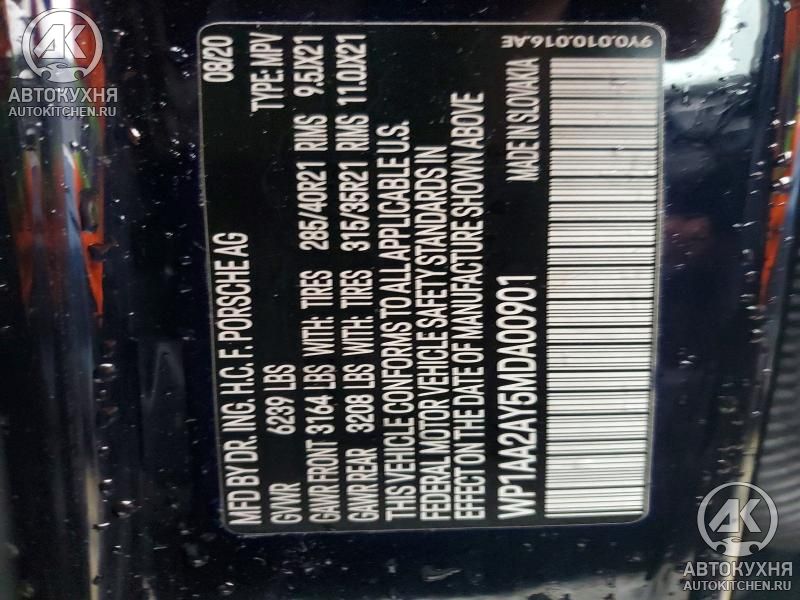 MFD BY DR. ING. H.C. F. PORSCHE AG 08/20
GVWR 6239 LBS TYPE: MPV
GAWR FRONT 3164 LBS WITH: TIRES 285/40R21 RIMS 9.5JX21
GAWR REAR 3208 LBS WITH: TIRES 315/35R21 RIMS 11.0JX21
THIS VEHICLE CONFORMS TO ALL APPLICABLE U.S.
FEDERAL MOTOR VEHICLE SAFETY STANDARDS IN
EFFECT ON THE DATE OF MANUFACTURE SHOWN ABOVE
WP1AA2AY5MDA00901 MADE IN SLOVAKIA
9Y0.010.016.AE
АК
АВТОКУХНЯ
AUTOKITCHEN.RU
АК
АВТОКУХНЯ
AUTOKITCHEN.RU